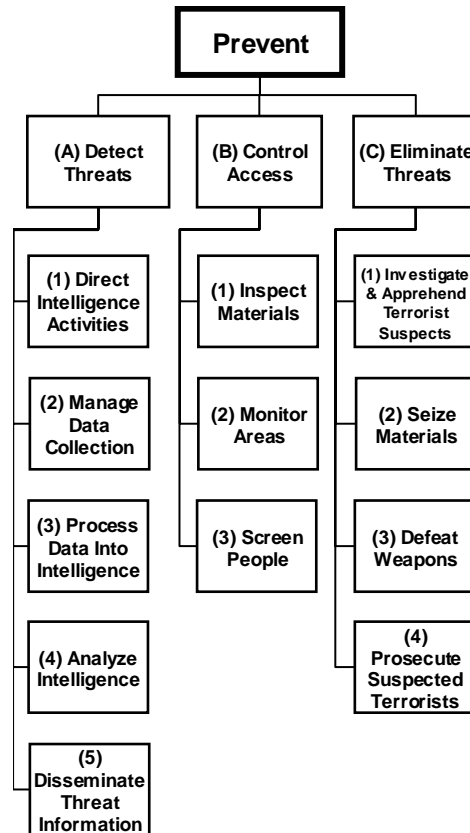 Prevent
(A) Detect
Threats
(B) Control
Access
(C) Eliminate
Threats
(1) Direct
Intelligence
Activities
(2) Manage
Data
Collection
(3) Process
Data Into
Intelligence
(4) Analyze
Intelligence
(5)
Disseminate
Threat
Information
(1) Inspect
Materials
(2) Monitor
Areas
(3) Screen
People
(1) Investigate
& Apprehend
Terrorist
Suspects
(2) Seize
Materials
(3) Defeat
Weapons
(4)
Prosecute
Suspected
Terrorists